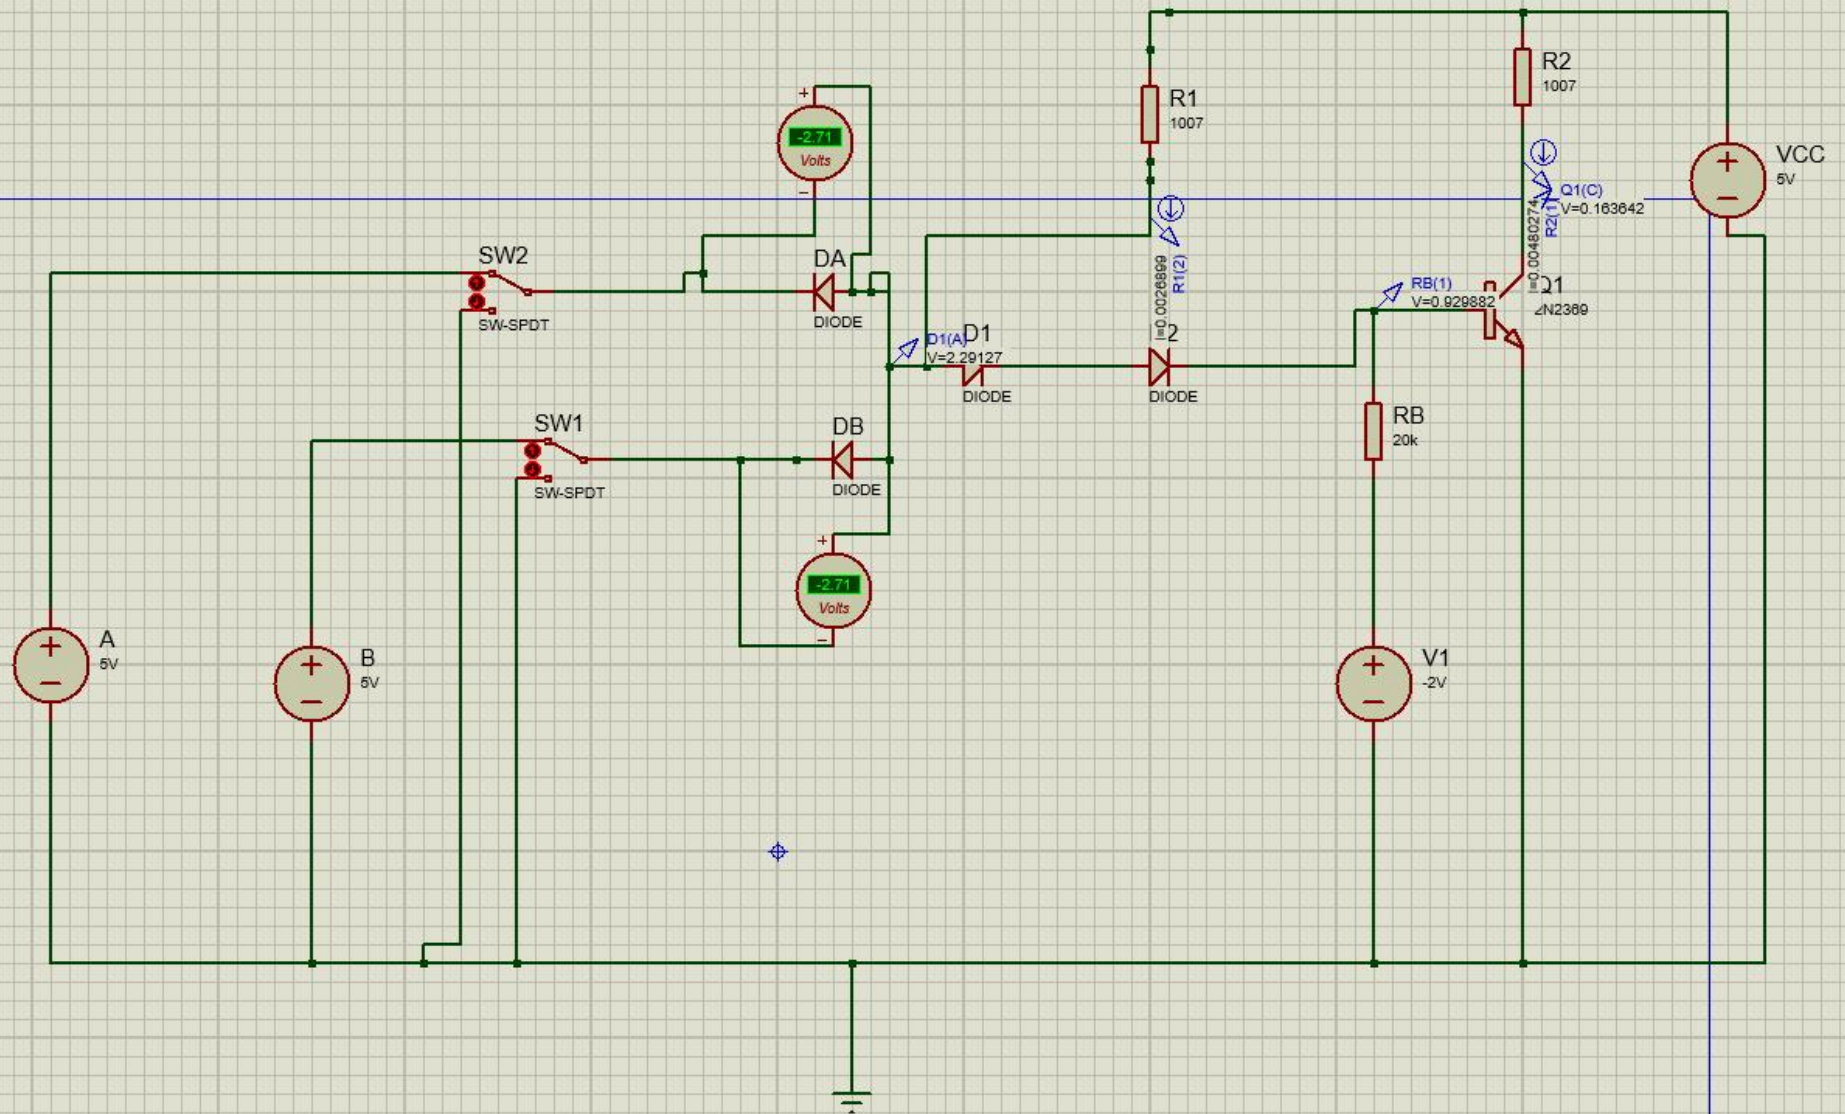 R2
1007
R1
1007
+
-2.71
Volts
−
VCC
5V
+
−
Q1(C)
V=0.163642
R2(1)
I=0.00480274
SW2
SW-SPDT
DA
DIODE
R1(2)
I=0.0026899
RB(1)
V=0.929882
Q1
2N2369
D1(A)
V=2.29127
D1
DIODE
2
DIODE
SW1
SW-SPDT
DB
DIODE
RB
20k
+
-2.71
Volts
−
A
5V
+
−
B
5V
+
−
V1
-2V
+
−